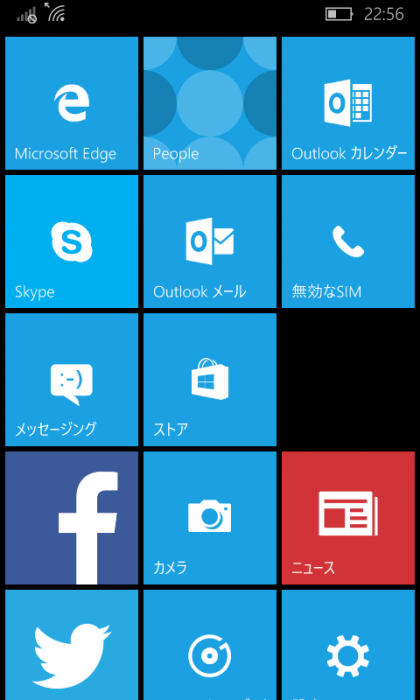 22:56
Microsoft Edge
People
Outlook カレンダー
Skype
Outlook メール
無効なSIM
メッセージング
ストア
カメラ
ニュース